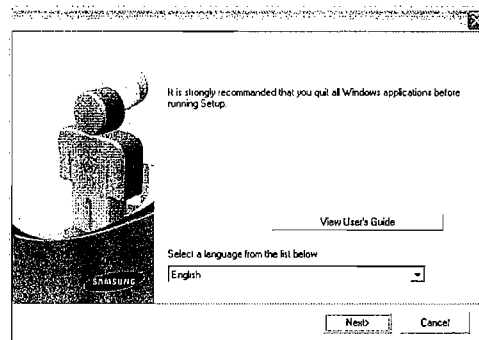 It is strongly recommanded that you quit all Windows applications before
running Setup.
View User's Guide
Select a language from the list below
English
SAMSUNG
Next>
Cancel